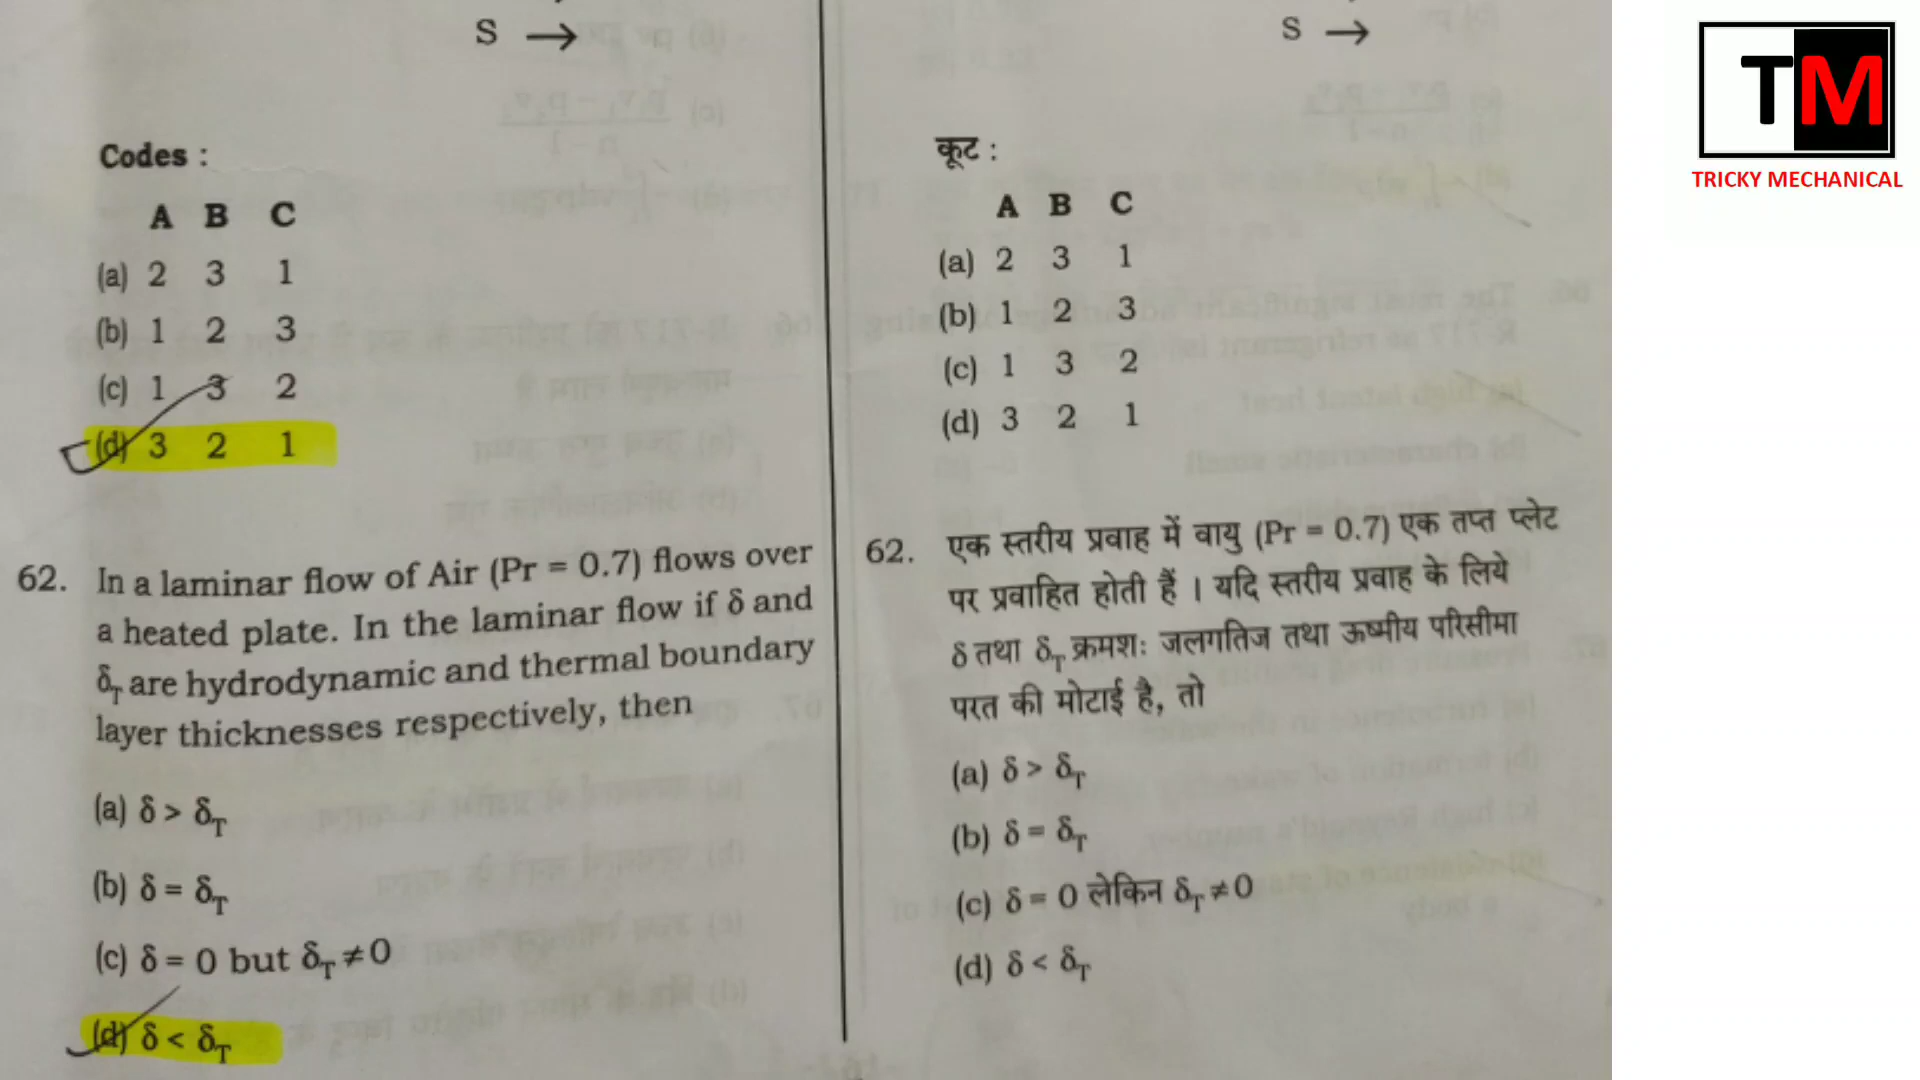 S →
Codes :
A B C
(a) 2 3 1
(b) 1 2 3
(c) 1 3 2
(d) 3 2 1
62. In a laminar flow of Air (Pr = 0.7) flows over
a heated plate. In the laminar flow if δ and
δT are hydrodynamic and thermal boundary
layer thicknesses respectively, then
(a) δ > δT
(b) δ = δT
(c) δ = 0 but δT ≠ 0
(d) δ < δT
S →
कूट :
A B C
(a) 2 3 1
(b) 1 2 3
(c) 1 3 2
(d) 3 2 1
62. एक स्तरीय प्रवाह में वायु (Pr = 0.7) एक तप्त प्लेट
पर प्रवाहित होती हैं । यदि स्तरीय प्रवाह के लिये
δ तथा δT क्रमशः जलगतिज तथा ऊष्मीय परिसीमा
परत की मोटाई है, तो
(a) δ > δT
(b) δ = δT
(c) δ = 0 लेकिन δT ≠ 0
(d) δ < δT
TM
TRICKY MECHANICAL